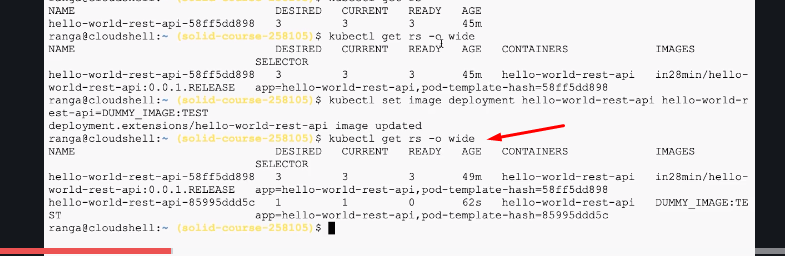 hello-world-rest-api-58ff5dd898   3         3         3       45m
ranga@cloudshell:~ (solid-course-258105)$ kubectl get rs -o wide
NAME                              DESIRED   CURRENT   READY   AGE   CONTAINERS             IMAGES
SELECTOR
hello-world-rest-api-58ff5dd898   3         3         3       45m   hello-world-rest-api   in28min/hello-
world-rest-api:0.0.1.RELEASE   app=hello-world-rest-api,pod-template-hash=58ff5dd898
ranga@cloudshell:~ (solid-course-258105)$ kubectl set image deployment hello-world-rest-api hello-world-r
est-api=DUMMY_IMAGE:TEST
deployment.extensions/hello-world-rest-api image updated
ranga@cloudshell:~ (solid-course-258105)$ kubectl get rs -o wide
NAME                              DESIRED   CURRENT   READY   AGE   CONTAINERS             IMAGES
SELECTOR
hello-world-rest-api-58ff5dd898   3         3         3       49m   hello-world-rest-api   in28min/hello-
world-rest-api:0.0.1.RELEASE   app=hello-world-rest-api,pod-template-hash=58ff5dd898
hello-world-rest-api-85995ddd5c   1         1         0       62s   hello-world-rest-api   DUMMY_IMAGE:TE
ST                             app=hello-world-rest-api,pod-template-hash=85995ddd5c
ranga@cloudshell:~ (solid-course-258105)$